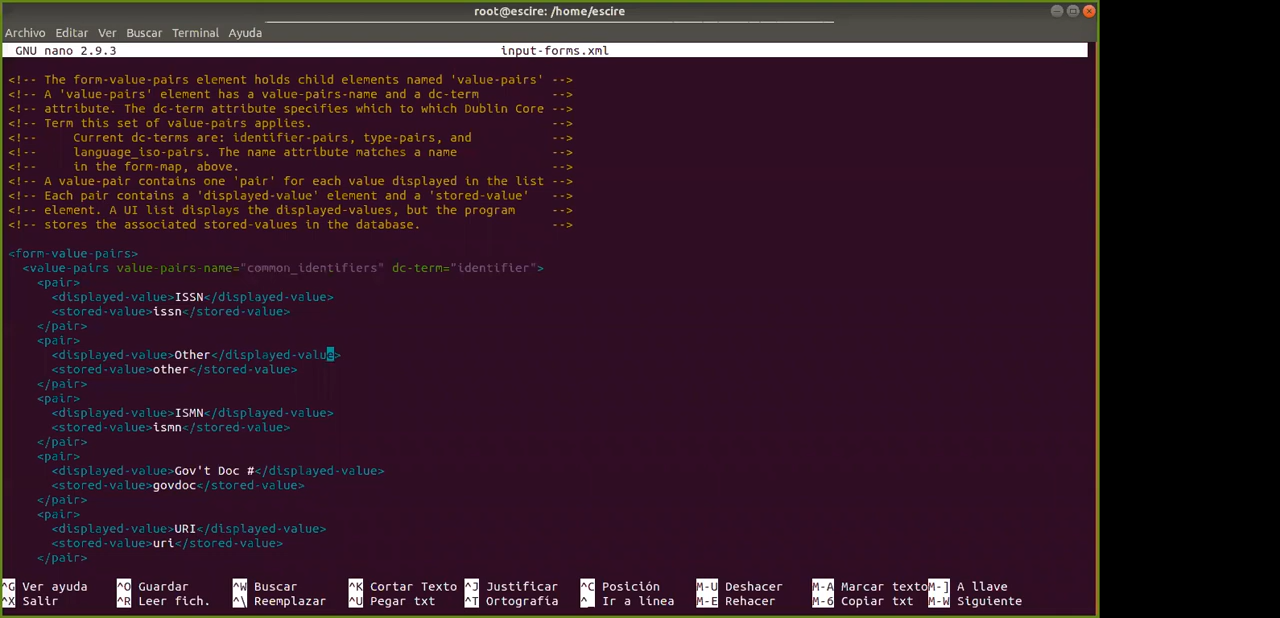 root@escire: /home/escire
Archivo Editar Ver Buscar Terminal Ayuda
GNU nano 2.9.3 input-forms.xml
<!-- The form-value-pairs element holds child elements named 'value-pairs' -->
<!-- A 'value-pairs' element has a value-pairs-name and a dc-term -->
<!-- attribute. The dc-term attribute specifies which to which Dublin Core -->
<!-- Term this set of value-pairs applies. -->
<!-- Current dc-terms are: identifier-pairs, type-pairs, and -->
<!-- language_iso-pairs. The name attribute matches a name -->
<!-- in the form-map, above. -->
<!-- A value-pair contains one 'pair' for each value displayed in the list -->
<!-- Each pair contains a 'displayed-value' element and a 'stored-value' -->
<!-- element. A UI list displays the displayed-values, but the program -->
<!-- stores the associated stored-values in the database. -->
<form-value-pairs>
<value-pairs value-pairs-name="common_identifiers" dc-term="identifier">
<pair>
<displayed-value>ISSN</displayed-value>
<stored-value>issn</stored-value>
</pair>
<pair>
<displayed-value>Other</displayed-value>
<stored-value>other</stored-value>
</pair>
<pair>
<displayed-value>ISMN</displayed-value>
<stored-value>ismn</stored-value>
</pair>
<pair>
<displayed-value>Gov't Doc #</displayed-value>
<stored-value>govdoc</stored-value>
</pair>
<pair>
<displayed-value>URI</displayed-value>
<stored-value>uri</stored-value>
</pair>
^G Ver ayuda ^O Guardar ^W Buscar ^K Cortar Texto ^J Justificar ^C Posición M-U Deshacer M-A Marcar texto M-] A llave
^X Salir ^R Leer fich. ^\ Reemplazar ^U Pegar txt ^T Ortografía ^_ Ir a línea M-E Rehacer M-6 Copiar txt M-W Siguiente